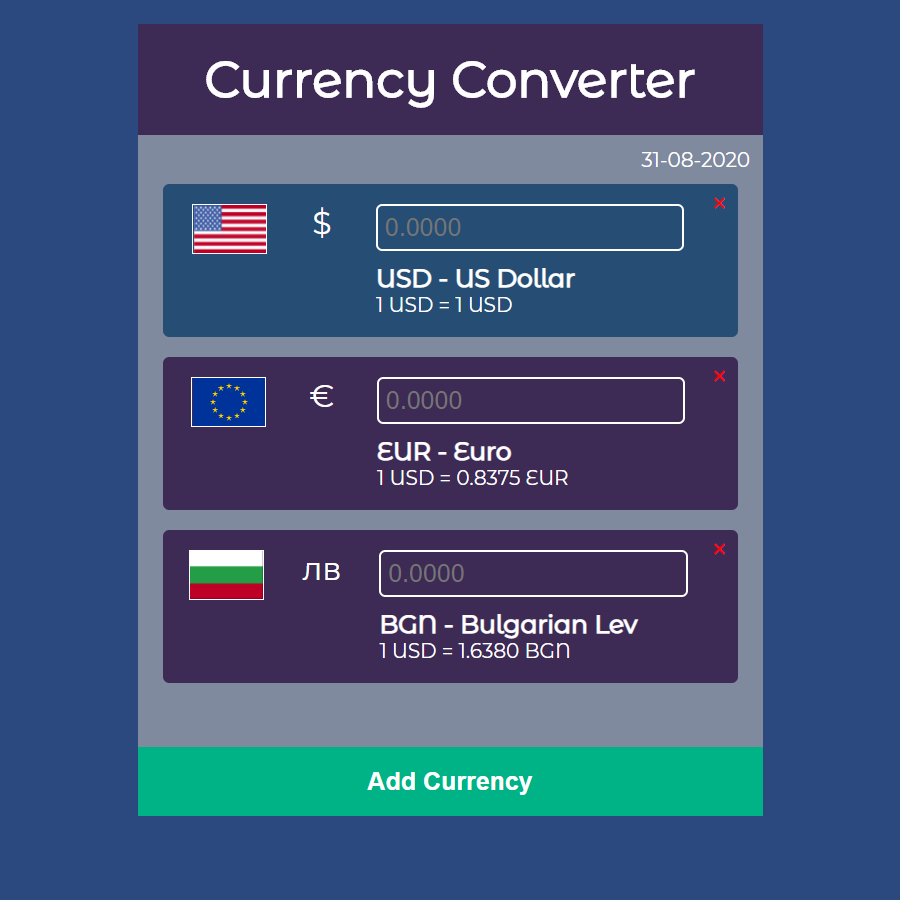 Currency Converter
31-08-2020
$ 0.0000 ×
USD - US Dollar
1 USD = 1 USD
€ 0.0000 ×
EUR - Euro
1 USD = 0.8375 EUR
лв 0.0000 ×
BGN - Bulgarian Lev
1 USD = 1.6380 BGN
Add Currency